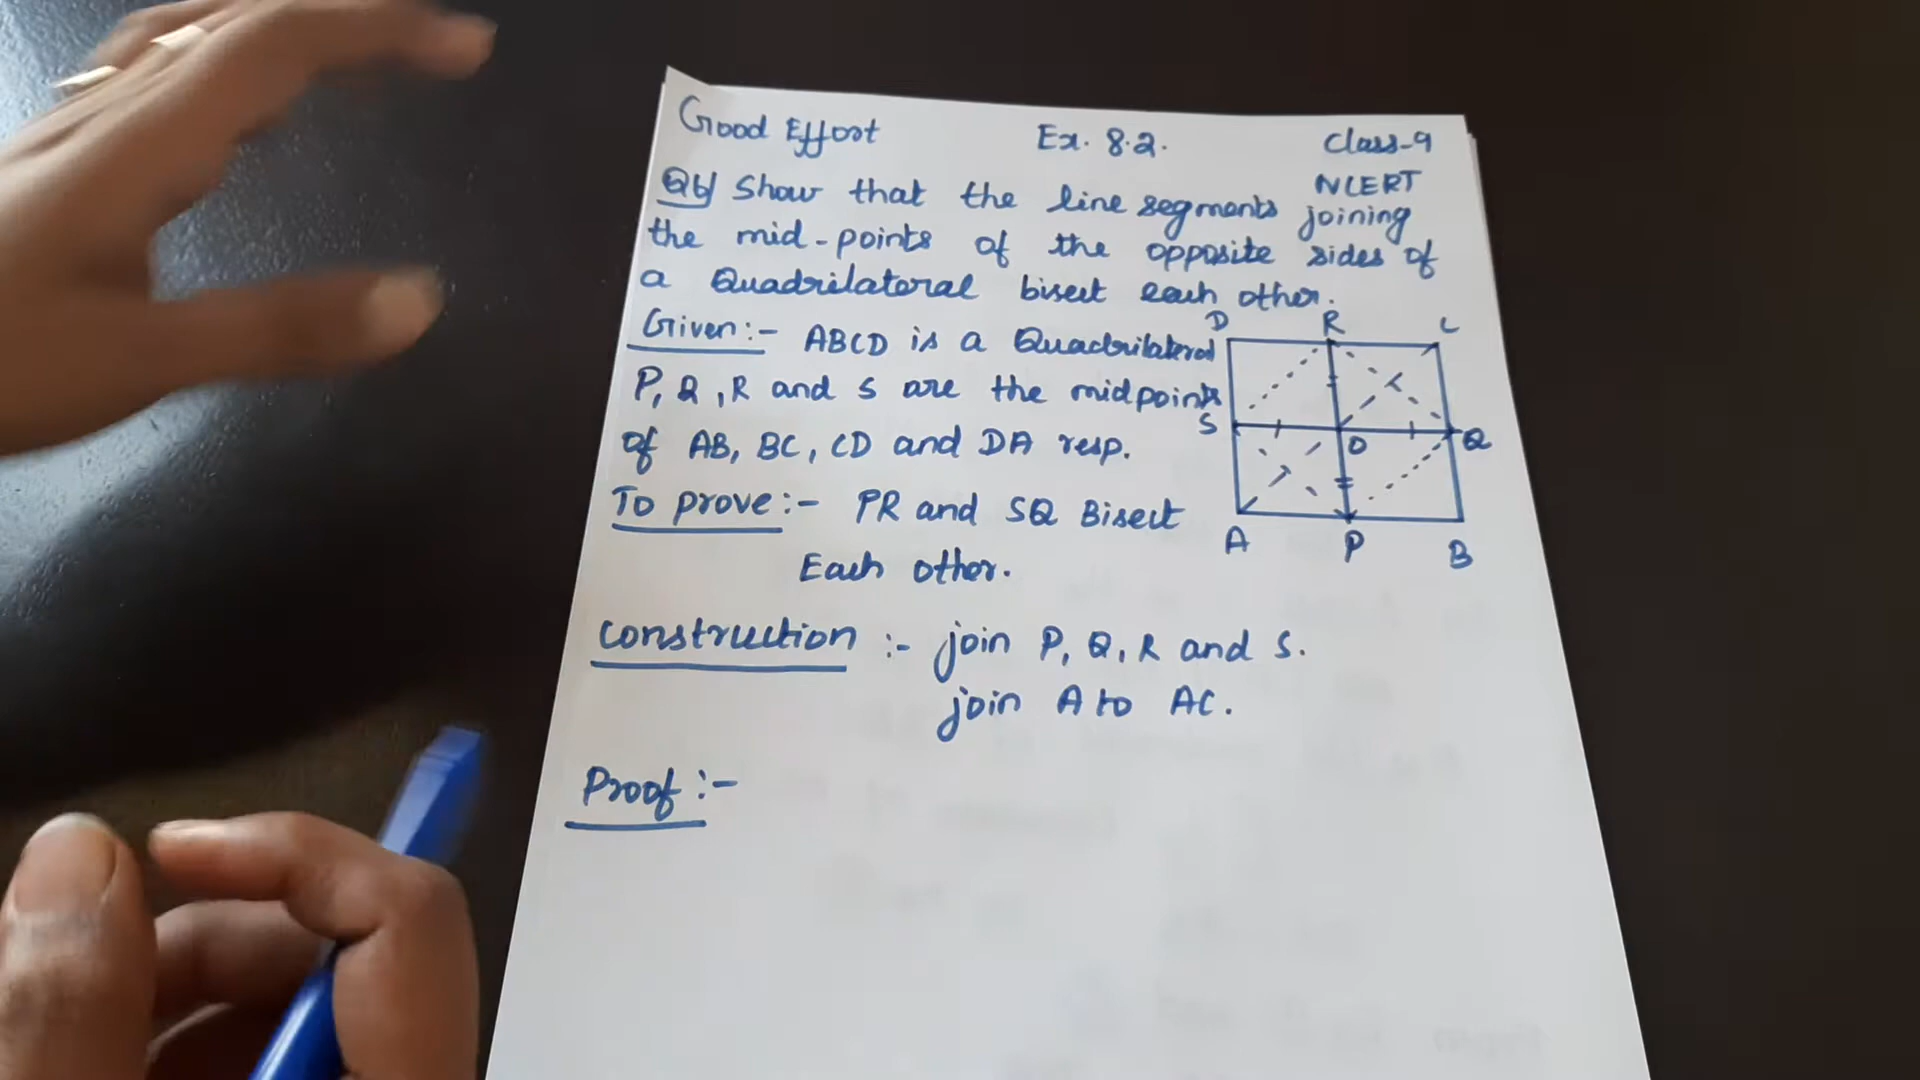 Good Effort Ex. 8.2. Class-9
NCERT
Q6) Show that the line segments joining
the mid-points of the opposite sides of
a Quadrilateral bisect each other.
Given:- ABCD is a Quadrilateral
P, Q, R and S are the midpoints
of AB, BC, CD and DA resp.
To prove:- PR and SQ Bisect
Each other.
construction :- join P, Q, R and S.
join A to AC.
Proof:-
D R C
S O Q
A P B